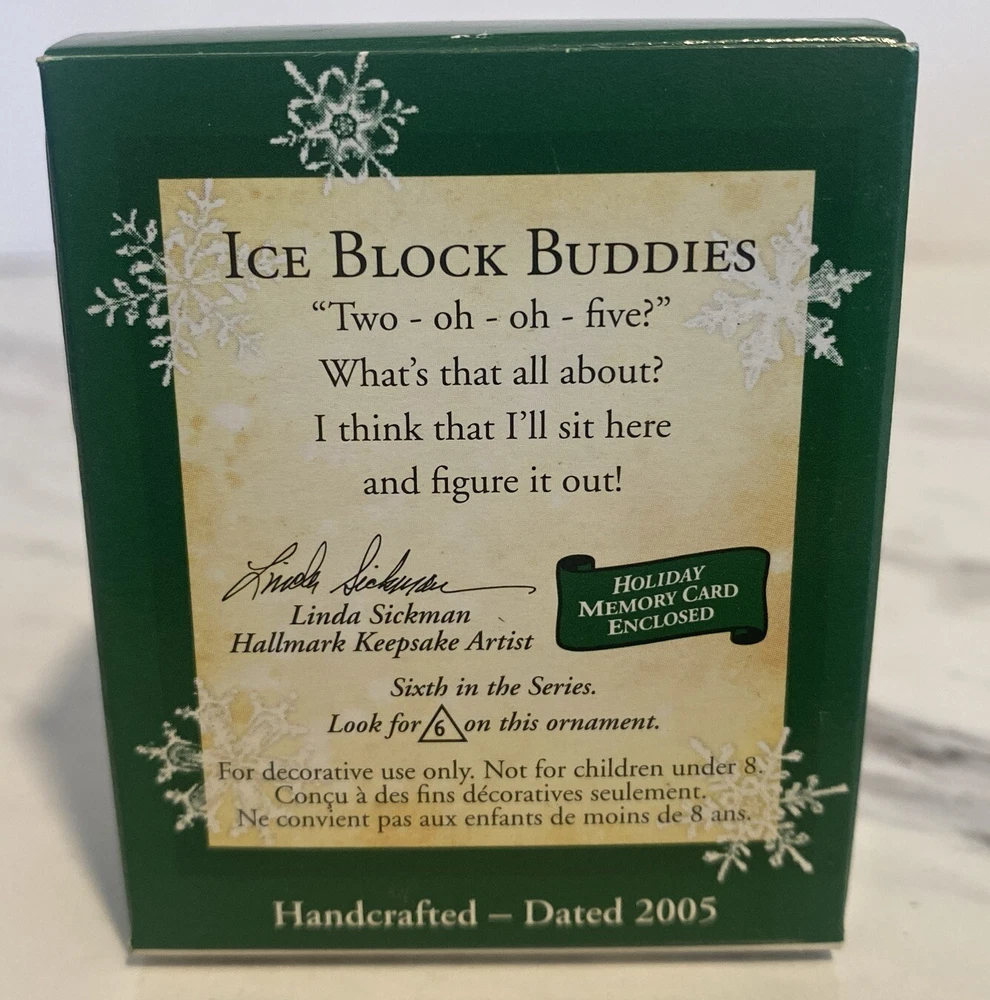 ICE BLOCK BUDDIES
“Two - oh - oh - five?”
What’s that all about?
I think that I’ll sit here
and figure it out!
Linda Sickman
Linda Sickman
Hallmark Keepsake Artist
HOLIDAY
MEMORY CARD
ENCLOSED
Sixth in the Series.
Look for 6 on this ornament.
For decorative use only. Not for children under 8.
Conçu à des fins décoratives seulement.
Ne convient pas aux enfants de moins de 8 ans.
Handcrafted – Dated 2005